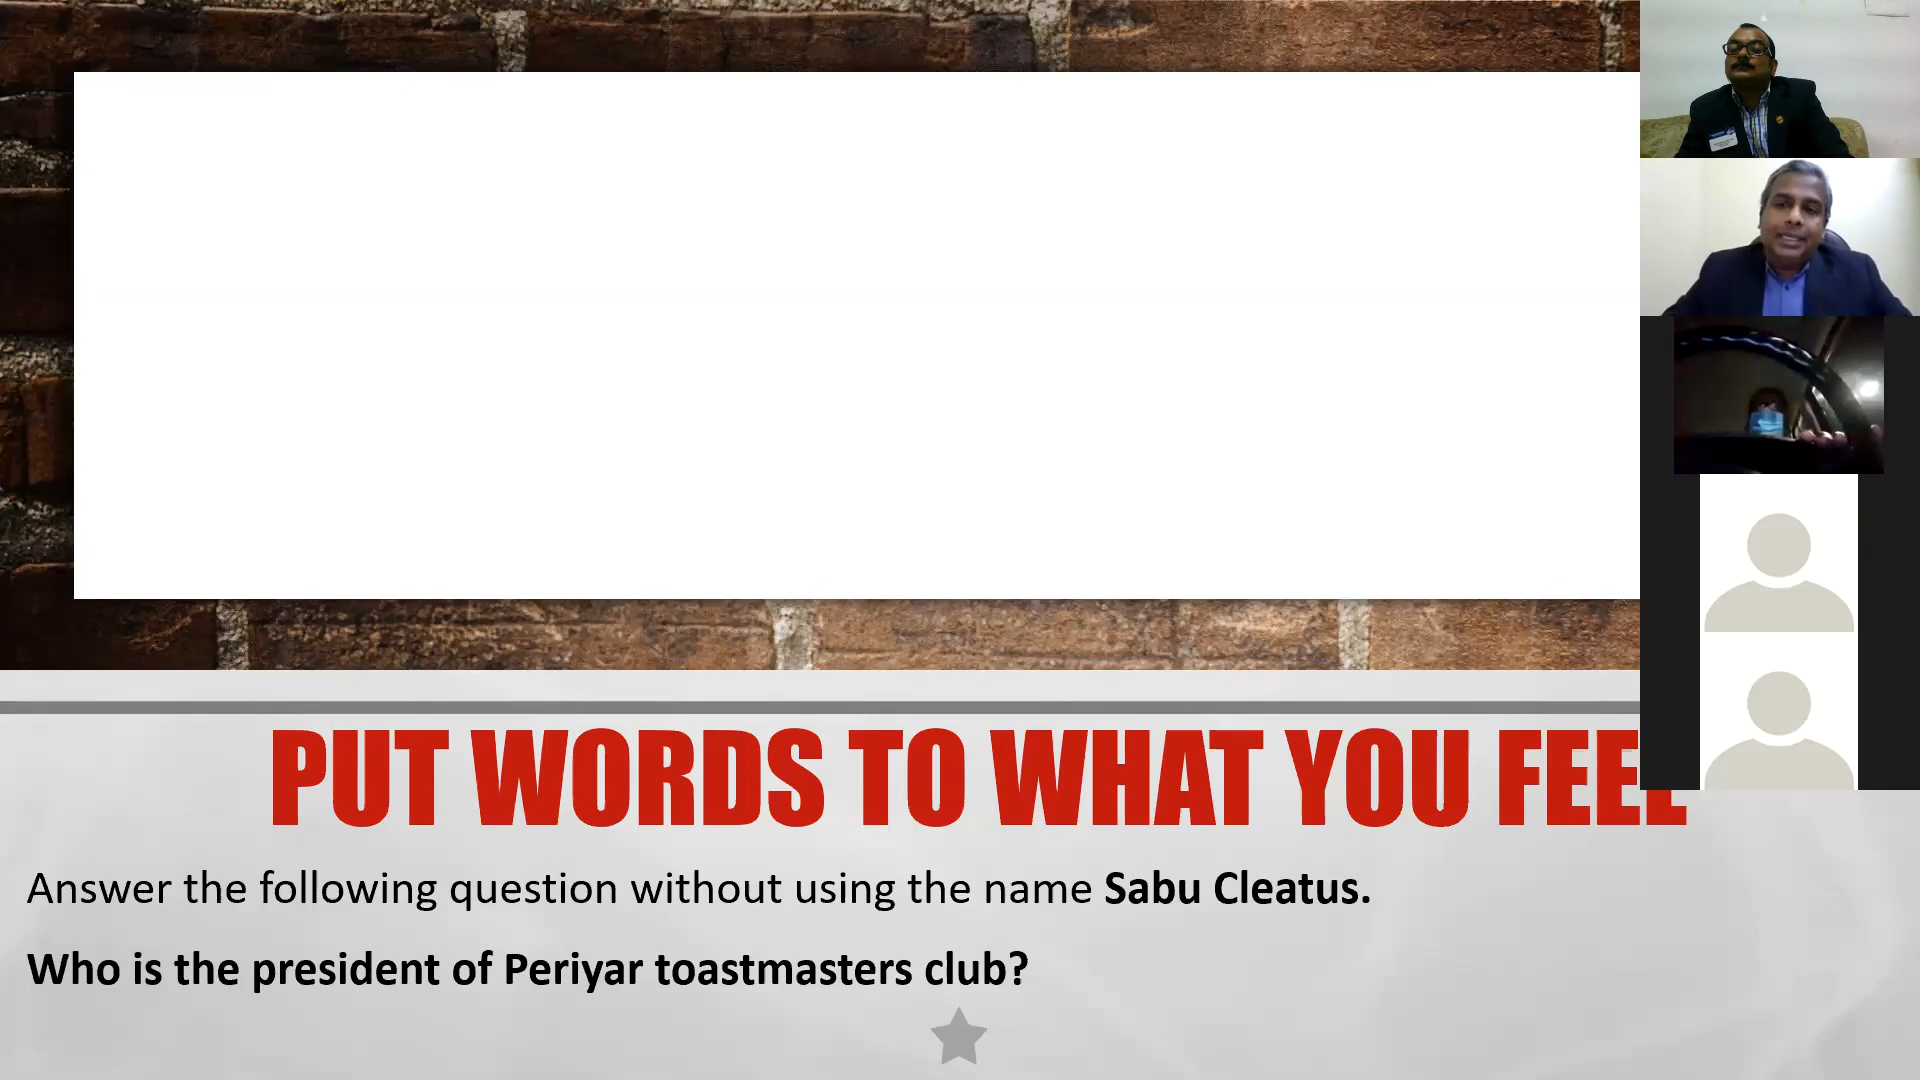 PUT WORDS TO WHAT YOU FEEL
Answer the following question without using the name Sabu Cleatus.
Who is the president of Periyar toastmasters club?